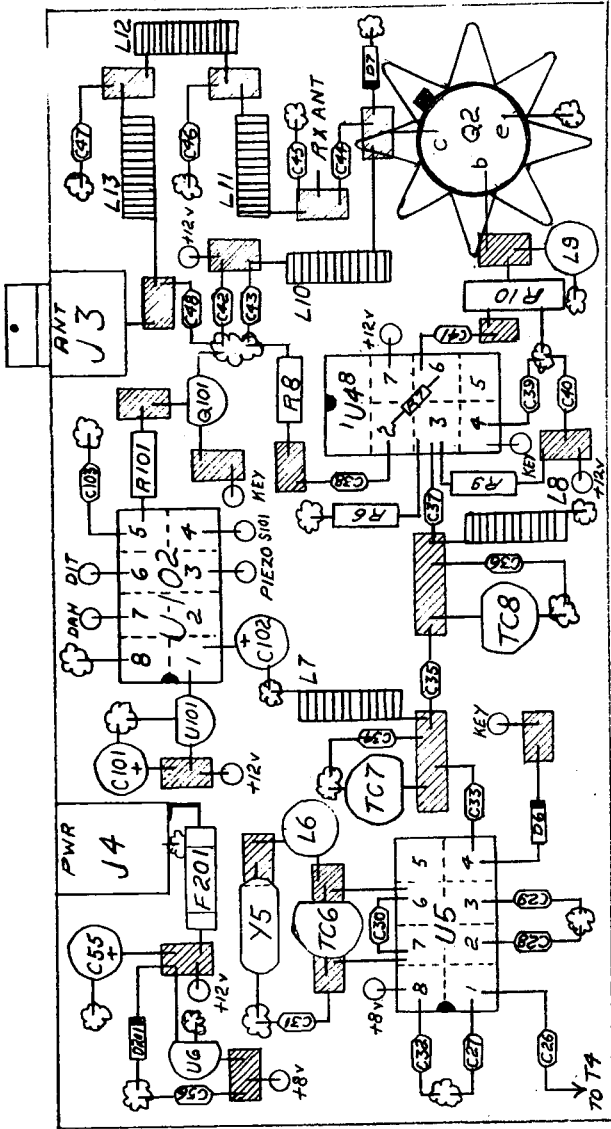 PWR
J4
C55
+
D201
C56
U6
+12v
+8v
F201
C101
+
U101
+12v
DAH
DIT
8
7
6
5
U-102
1
2
3
4
C103
R101
Q101
KEY
PIEZO
S101
C102
+
ANT
J3
L13
L12
C47
C46
L11
C45
RX ANT
C44
D7
+12v
C48
C42
C43
L10
R8
C38
U48
2
7
R7
3
6
4
5
+12v
C41
Q2
c
b
e
L9
R10
C39
C40
KEY
R9
L8
+12v
R6
C37
C36
TC8
C35
L7
C34
TC7
C33
KEY
D6
Y5
L6
TC6
C31
C30
+8v
8
7
6
5
U5
1
2
3
4
C32
C27
C28
C29
C26
TO T4